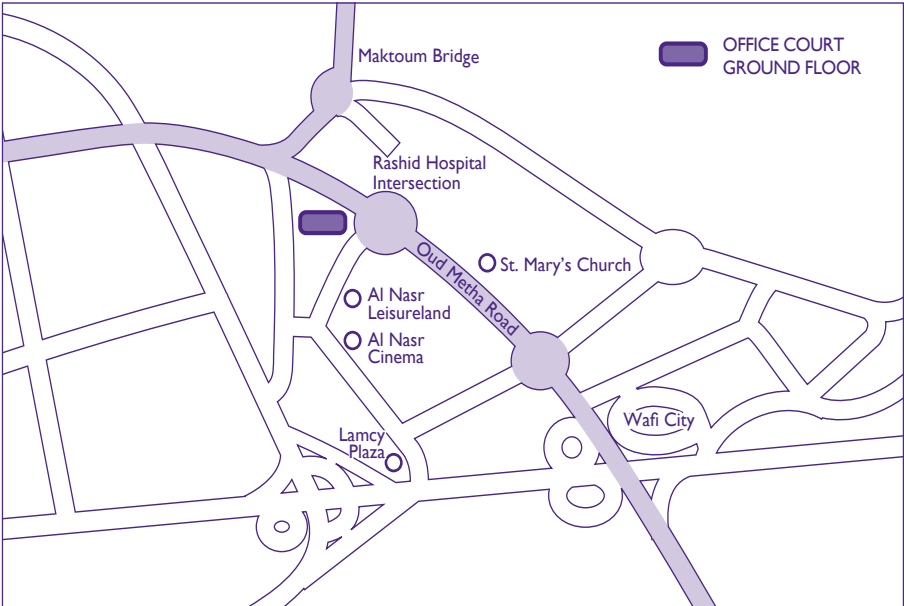 Maktoum Bridge
OFFICE COURT
GROUND FLOOR
Rashid Hospital
Intersection
Oud Metha Road
St. Mary's Church
Al Nasr
Leisureland
Al Nasr
Cinema
Wafi City
Lamcy
Plaza